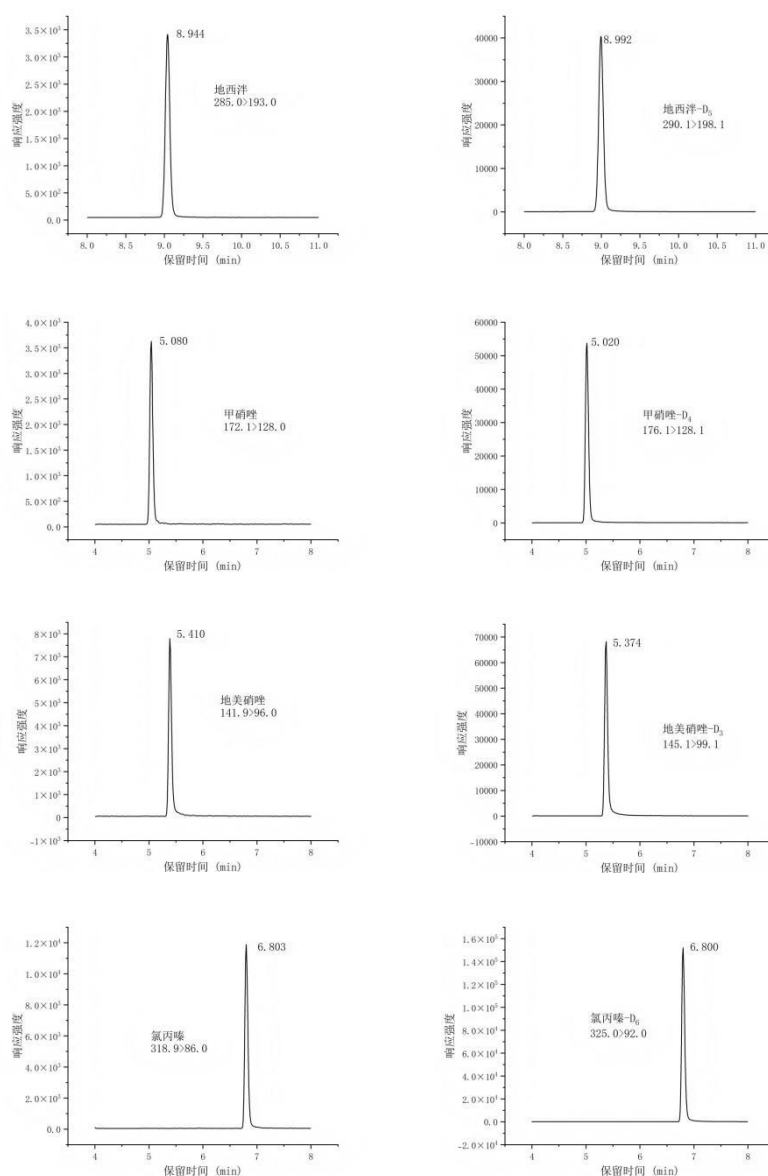 8.944
地西泮
285.0>193.0
响应强度
3.5×10³
3.0×10³
2.5×10³
2.0×10³
1.5×10³
1.0×10³
5.0×10²
0.0
8.0 8.5 9.0 9.5 10.0 10.5 11.0
保留时间 (min)
8.992
地西泮-D₅
290.1>198.1
响应强度
40000
30000
20000
10000
0
8.0 8.5 9.0 9.5 10.0 10.5 11.0
保留时间 (min)
5.080
甲硝唑
172.1>128.0
响应强度
4.0×10³
3.5×10³
3.0×10³
2.5×10³
2.0×10³
1.5×10³
1.0×10³
5.0×10²
0.0
4 5 6 7 8
保留时间 (min)
5.020
甲硝唑-D₄
176.1>128.1
响应强度
60000
50000
40000
30000
20000
10000
0
4 5 6 7 8
保留时间 (min)
5.410
地美硝唑
141.9>96.0
响应强度
8×10³
7×10³
6×10³
5×10³
4×10³
3×10³
2×10³
1×10³
0
-1×10³
4 5 6 7 8
保留时间 (min)
5.374
地美硝唑-D₃
145.1>99.1
响应强度
70000
60000
50000
40000
30000
20000
10000
0
-10000
4 5 6 7 8
保留时间 (min)
6.803
氯丙嗪
318.9>86.0
响应强度
1.2×10⁴
1.0×10⁴
8.0×10³
6.0×10³
4.0×10³
2.0×10³
0.0
4 5 6 7 8
保留时间 (min)
6.800
氯丙嗪-D₆
325.0>92.0
响应强度
1.6×10⁵
1.4×10⁵
1.2×10⁵
1.0×10⁵
8.0×10⁴
6.0×10⁴
4.0×10⁴
2.0×10⁴
0.0
-2.0×10⁴
4 5 6 7 8
保留时间 (min)